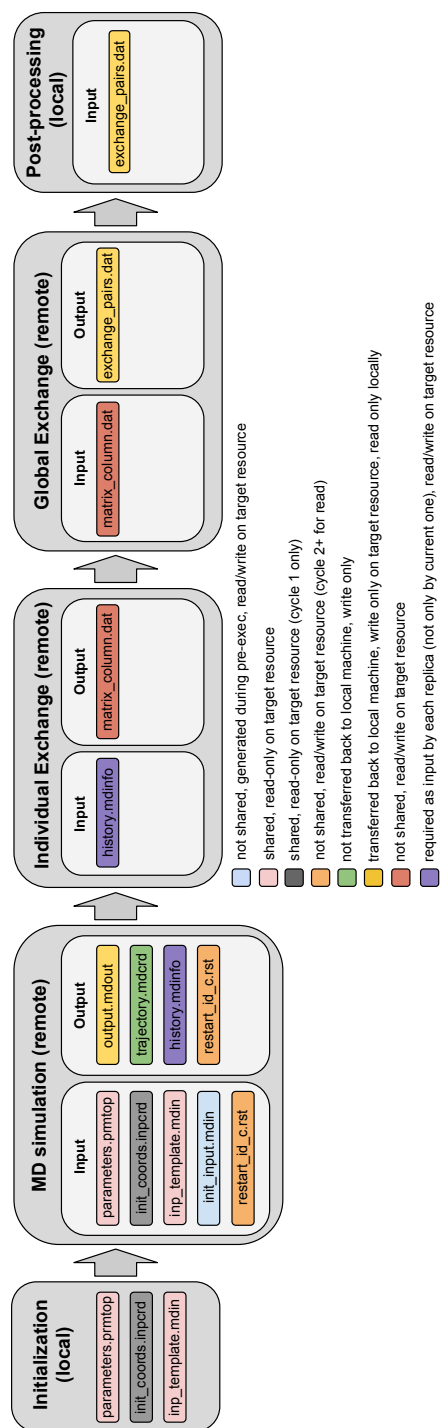 Initialization
(local)
parameters.prmtop
init_coords.inpcrd
inp_template.mdin
MD simulation (remote)
Input
parameters.prmtop
init_coords.inpcrd
inp_template.mdin
init_input.mdin
restart_id_c.rst
Output
output.mdout
trajectory.mdcrd
history.mdinfo
restart_id_c.rst
Individual Exchange (remote)
Input
history.mdinfo
Output
matrix_column.dat
Global Exchange (remote)
Input
matrix_column.dat
Output
exchange_pairs.dat
Post-processing
(local)
Input
exchange_pairs.dat
not shared, generated during pre-exec, read/write on target resource
shared, read-only on target resource
shared, read-only on target resource (cycle 1 only)
not shared, read/write on target resource (cycle 2+ for read)
not transferred back to local machine, write only
transferred back to local machine, write only on target resource, read only locally
not shared, read/write on target resource
required as input by each replica (not only by current one), read/write on target resource